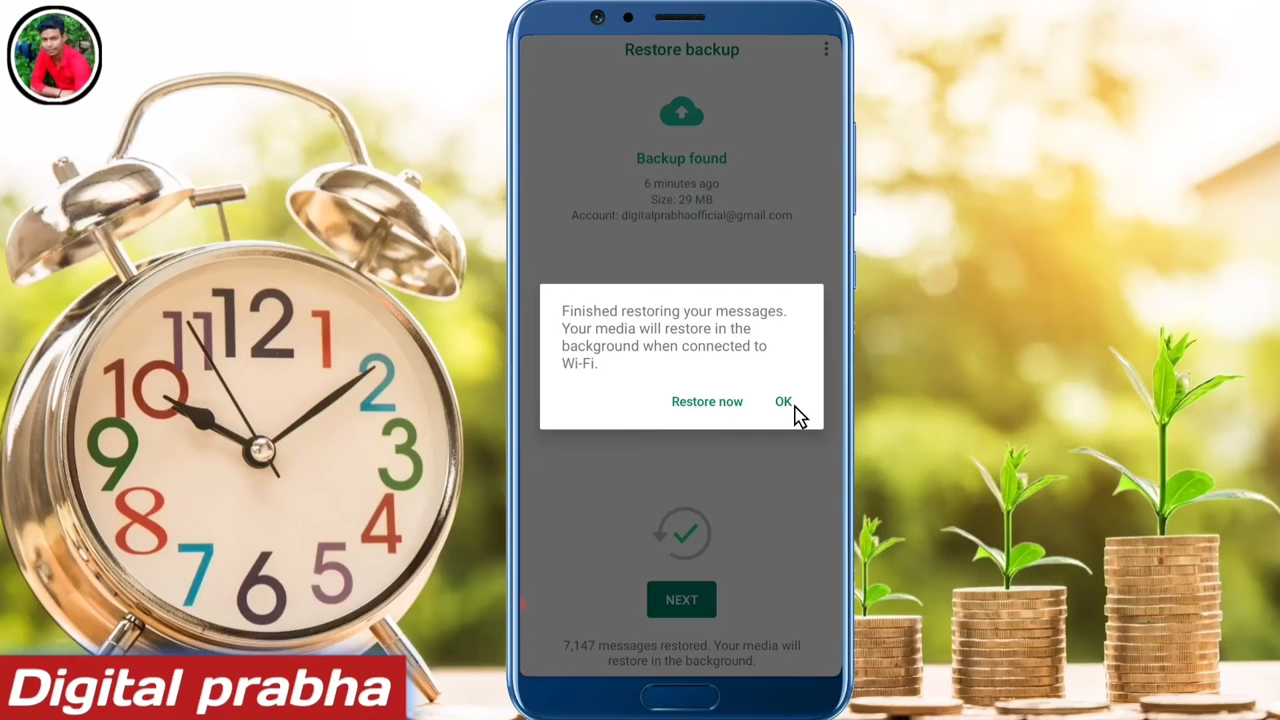 Restore backup
Backup found
6 minutes ago
Size: 29 MB
Account: digitalprabhaofficial@gmail.com
Finished restoring your messages.
Your media will restore in the
background when connected to
Wi-Fi.
Restore now OK
NEXT
7,147 messages restored. Your media will
restore in the background.
12
1
2
3
4
5
6
7
8
9
10
11
Digital prabha